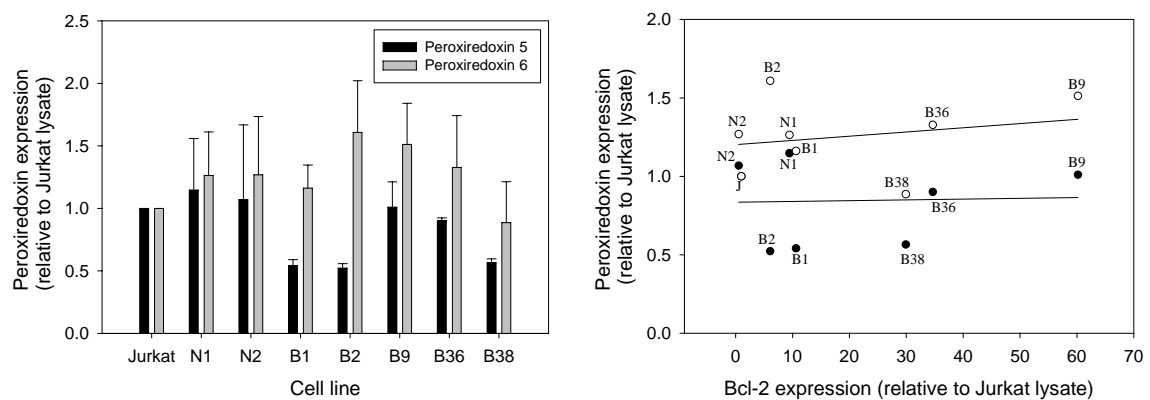 2.5
2.0
1.5
1.0
0.5
0.0
Peroxiredoxin expression
(relative to Jurkat lysate)
Peroxiredoxin 5
Peroxiredoxin 6
Jurkat N1 N2 B1 B2 B9 B36 B38
Cell line
2.0
1.5
1.0
0.5
0.0
Peroxiredoxin expression
(relative to Jurkat lysate)
B2
B9
N2 N1 B36
B1
N2 N1
B9
J
B38
B36
B2
B1 B38
0 10 20 30 40 50 60 70
Bcl-2 expression (relative to Jurkat lysate)